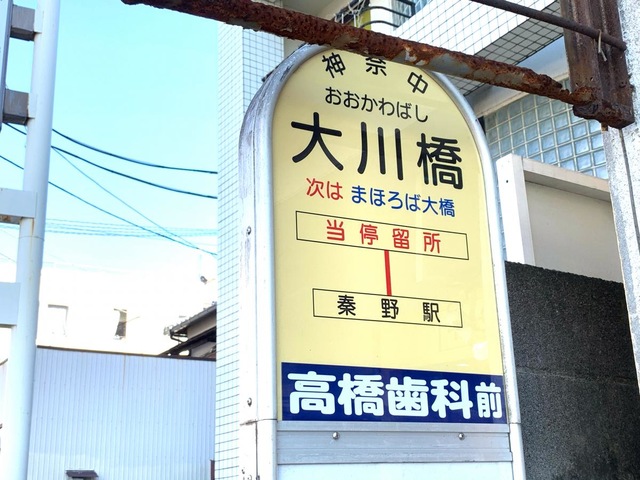 神奈中
おおかわばし
大川橋
次は まほろば大橋
当停留所
秦野駅
高橋歯科前